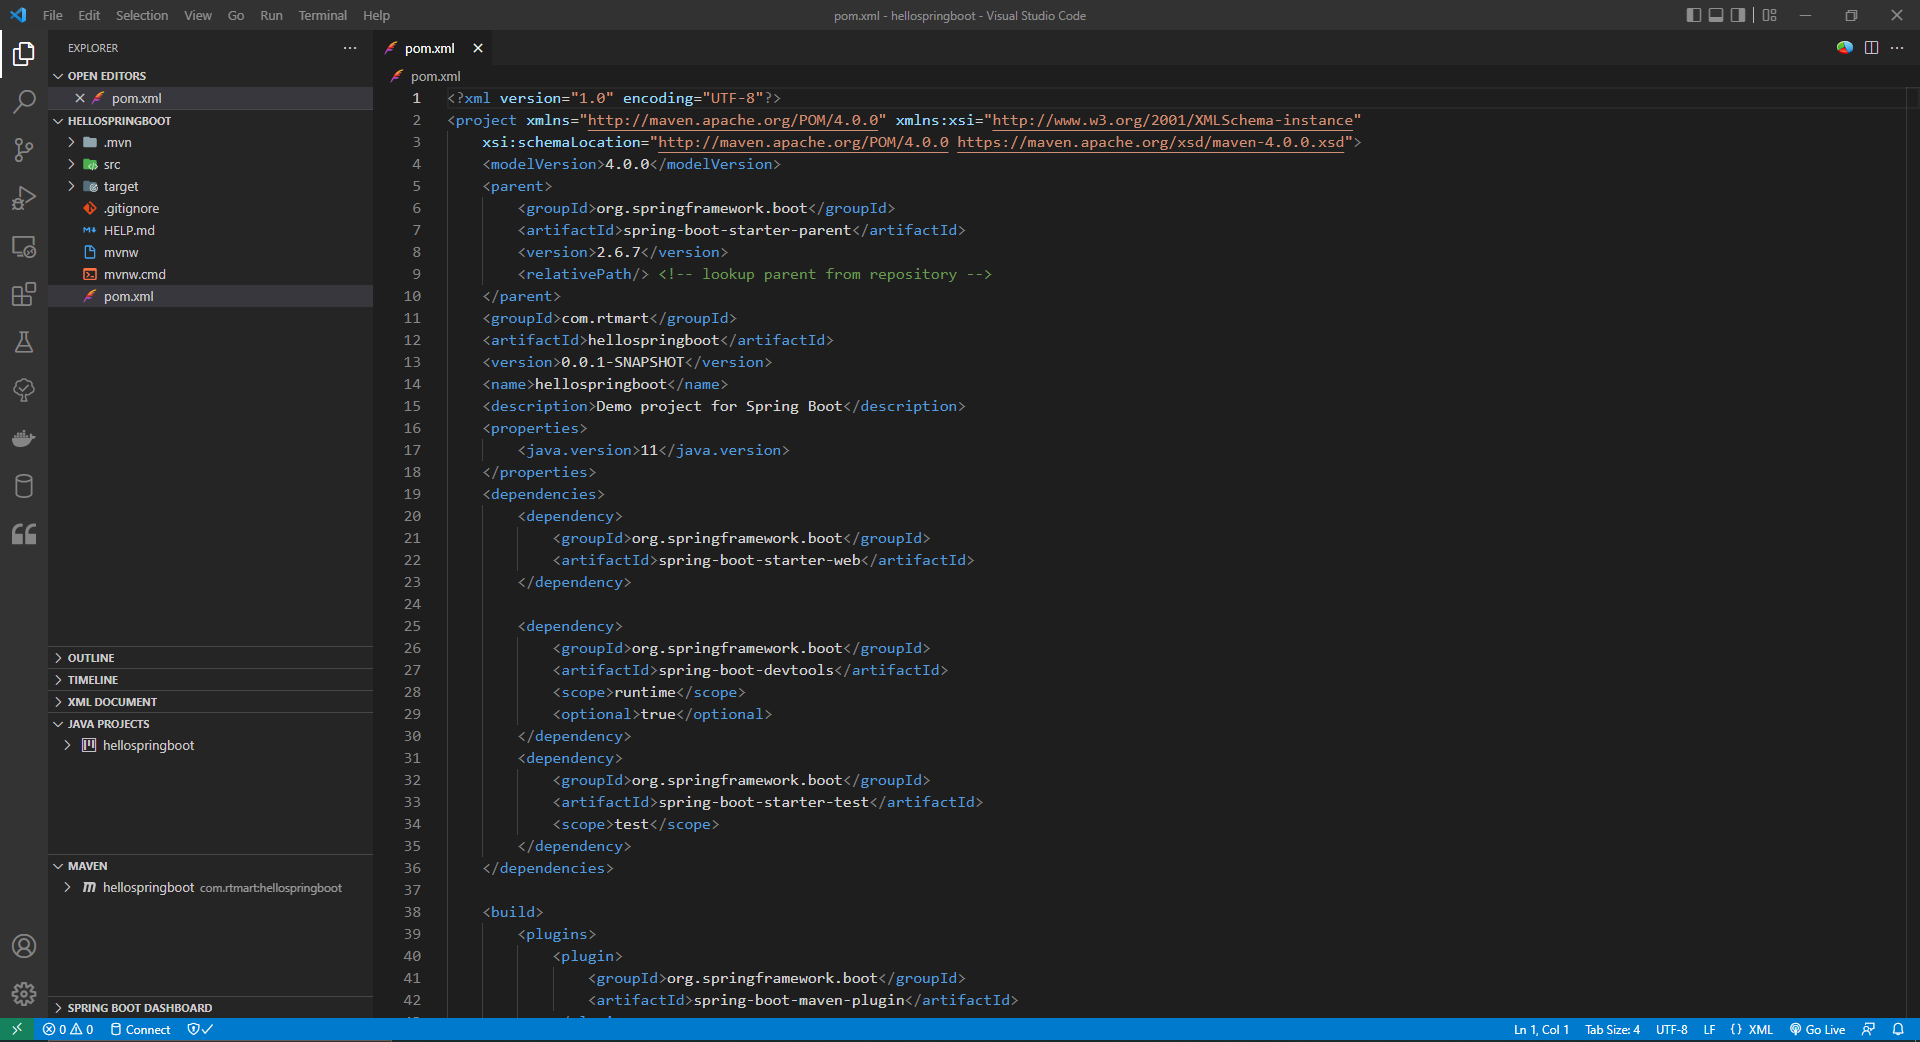 File Edit Selection View Go Run Terminal Help
pom.xml - hellospringboot - Visual Studio Code
EXPLORER
OPEN EDITORS
pom.xml
HELLOSPRINGBOOT
.mvn
src
target
.gitignore
HELP.md
mvnw
mvnw.cmd
pom.xml
OUTLINE
TIMELINE
XML DOCUMENT
JAVA PROJECTS
hellospringboot
MAVEN
hellospringboot com.rtmart:hellospringboot
SPRING BOOT DASHBOARD
pom.xml
pom.xml
1 <?xml version="1.0" encoding="UTF-8"?>
2 <project xmlns="http://maven.apache.org/POM/4.0.0" xmlns:xsi="http://www.w3.org/2001/XMLSchema-instance"
3 xsi:schemaLocation="http://maven.apache.org/POM/4.0.0 https://maven.apache.org/xsd/maven-4.0.0.xsd">
4 <modelVersion>4.0.0</modelVersion>
5 <parent>
6 <groupId>org.springframework.boot</groupId>
7 <artifactId>spring-boot-starter-parent</artifactId>
8 <version>2.6.7</version>
9 <relativePath/> <!-- lookup parent from repository -->
10 </parent>
11 <groupId>com.rtmart</groupId>
12 <artifactId>hellospringboot</artifactId>
13 <version>0.0.1-SNAPSHOT</version>
14 <name>hellospringboot</name>
15 <description>Demo project for Spring Boot</description>
16 <properties>
17 <java.version>11</java.version>
18 </properties>
19 <dependencies>
20 <dependency>
21 <groupId>org.springframework.boot</groupId>
22 <artifactId>spring-boot-starter-web</artifactId>
23 </dependency>
24
25 <dependency>
26 <groupId>org.springframework.boot</groupId>
27 <artifactId>spring-boot-devtools</artifactId>
28 <scope>runtime</scope>
29 <optional>true</optional>
30 </dependency>
31 <dependency>
32 <groupId>org.springframework.boot</groupId>
33 <artifactId>spring-boot-starter-test</artifactId>
34 <scope>test</scope>
35 </dependency>
36 </dependencies>
37
38 <build>
39 <plugins>
40 <plugin>
41 <groupId>org.springframework.boot</groupId>
42 <artifactId>spring-boot-maven-plugin</artifactId>
0 0 Connect
Ln 1, Col 1 Tab Size: 4 UTF-8 LF {} XML Go Live